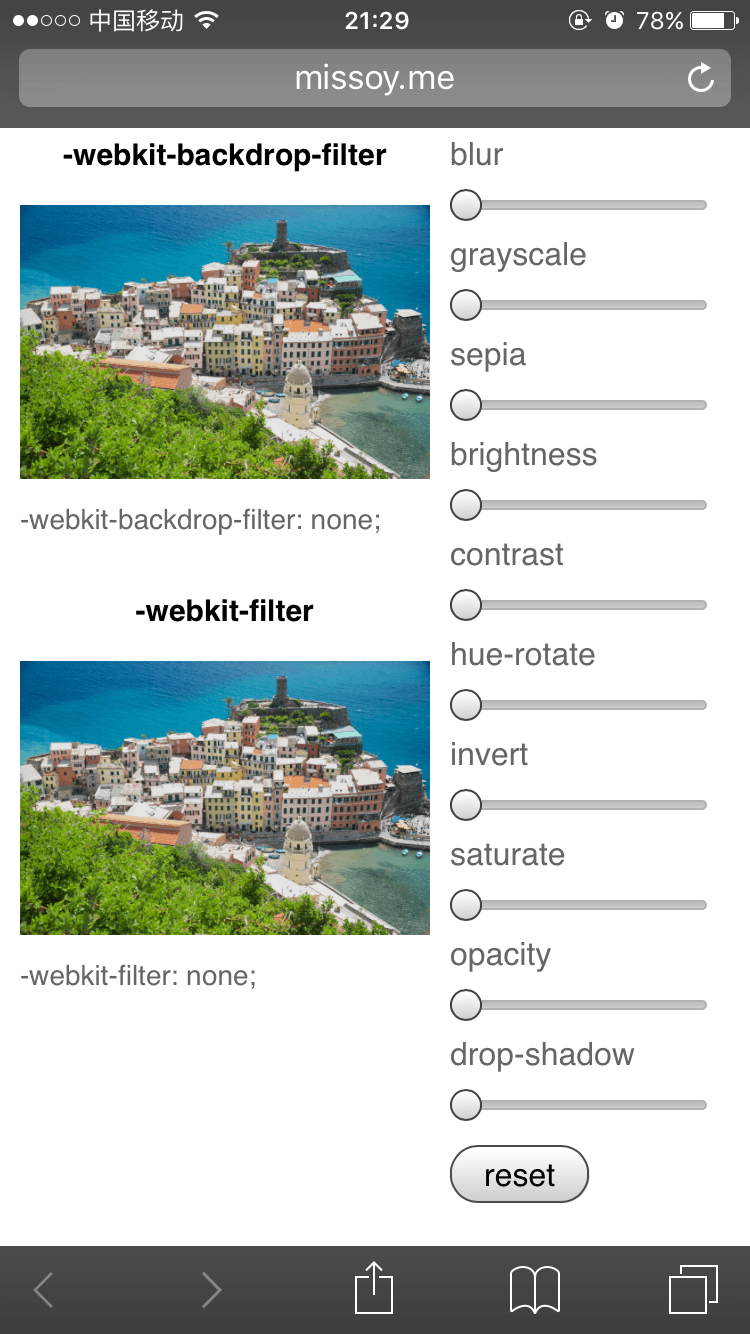 中国移动 21:29 78%
missoy.me
-webkit-backdrop-filter
-webkit-backdrop-filter: none;
-webkit-filter
-webkit-filter: none;
blur
grayscale
sepia
brightness
contrast
hue-rotate
invert
saturate
opacity
drop-shadow
reset